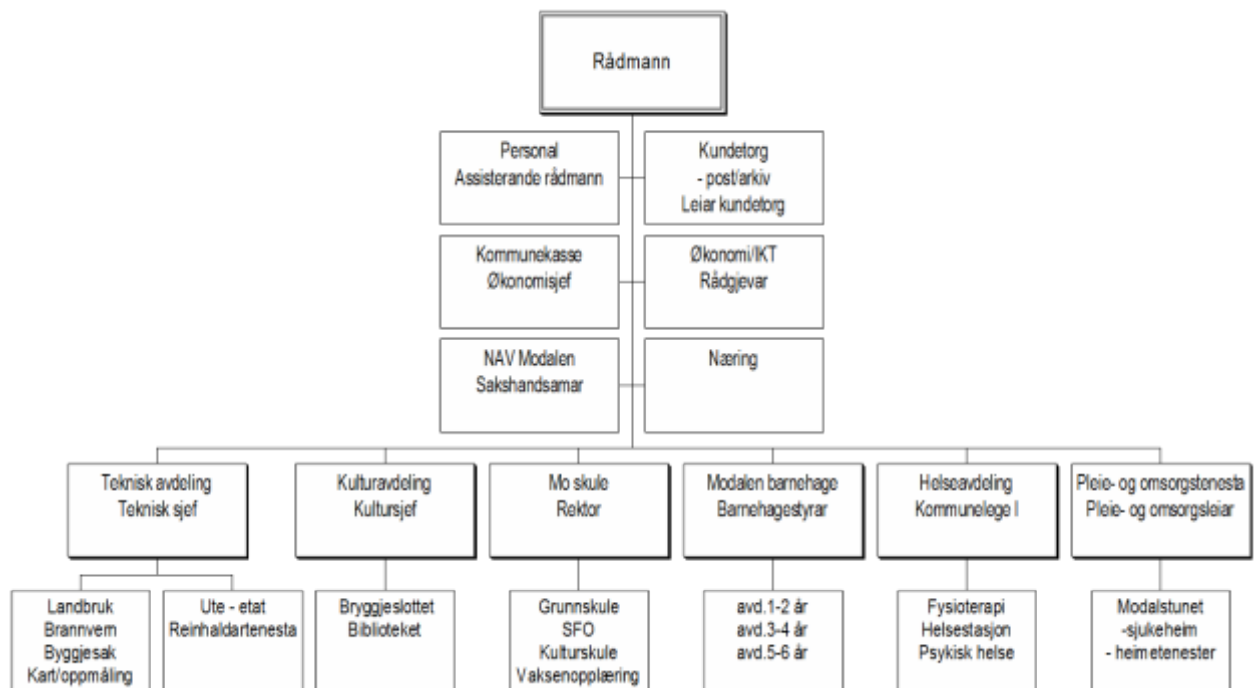 Rådmann
Personal
Assisterande rådmann
Kundetorg
- post/arkiv
Leiar kundetorg
Kommunekasse
Økonomisjef
Økonomi/IKT
Rådgjevar
NAV Modalen
Sakshandsamar
Næring
Teknisk avdeling
Teknisk sjef
Kulturavdeling
Kultursjef
Mo skule
Rektor
Modalen barnehage
Barnehagestyrar
Helseavdeling
Kommunelege I
Pleie- og omsorgstenesta
Pleie- og omsorgsleiar
Landbruk
Brannvern
Byggjesak
Kart/oppmåling
Ute - etat
Reinhaldartenesta
Bryggjeslottet
Biblioteket
Grunnskule
SFO
Kulturskule
Vaksenopplæring
avd.1-2 år
avd.3-4 år
avd.5-6 år
Fysioterapi
Helsestasjon
Psykisk helse
Modalstunet
-sjukeheim
- heimetenester